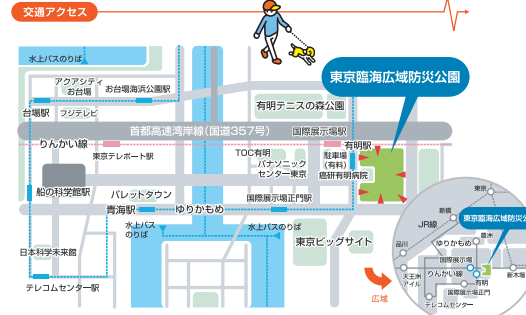 交通アクセス
水上バスのりば
アクアシティ
お台場
お台場海浜公園駅
東京臨海広域防災公園
台場駅
フジテレビ
有明テニスの森公園
首都高速湾岸線(国道357号)
国際展示場駅
りんかい線
東京テレポート駅
TOC有明
有明駅
パナソニック
センター東京
駐車場
(有料)
癌研有明病院
船の科学館駅
パレットタウン
国際展示場正門駅
青海駅
ゆりかもめ
水上バス
のりば
水上バスのりば
東京ビッグサイト
日本科学未来館
テレコムセンター駅
広域
東京
新橋
JR線
東京臨海広域防災公
豊洲
ゆりかもめ
品川
国際展示場
天王洲
アイル
りんかい線
有明
新木場
国際展示場正門
テレコムセンター